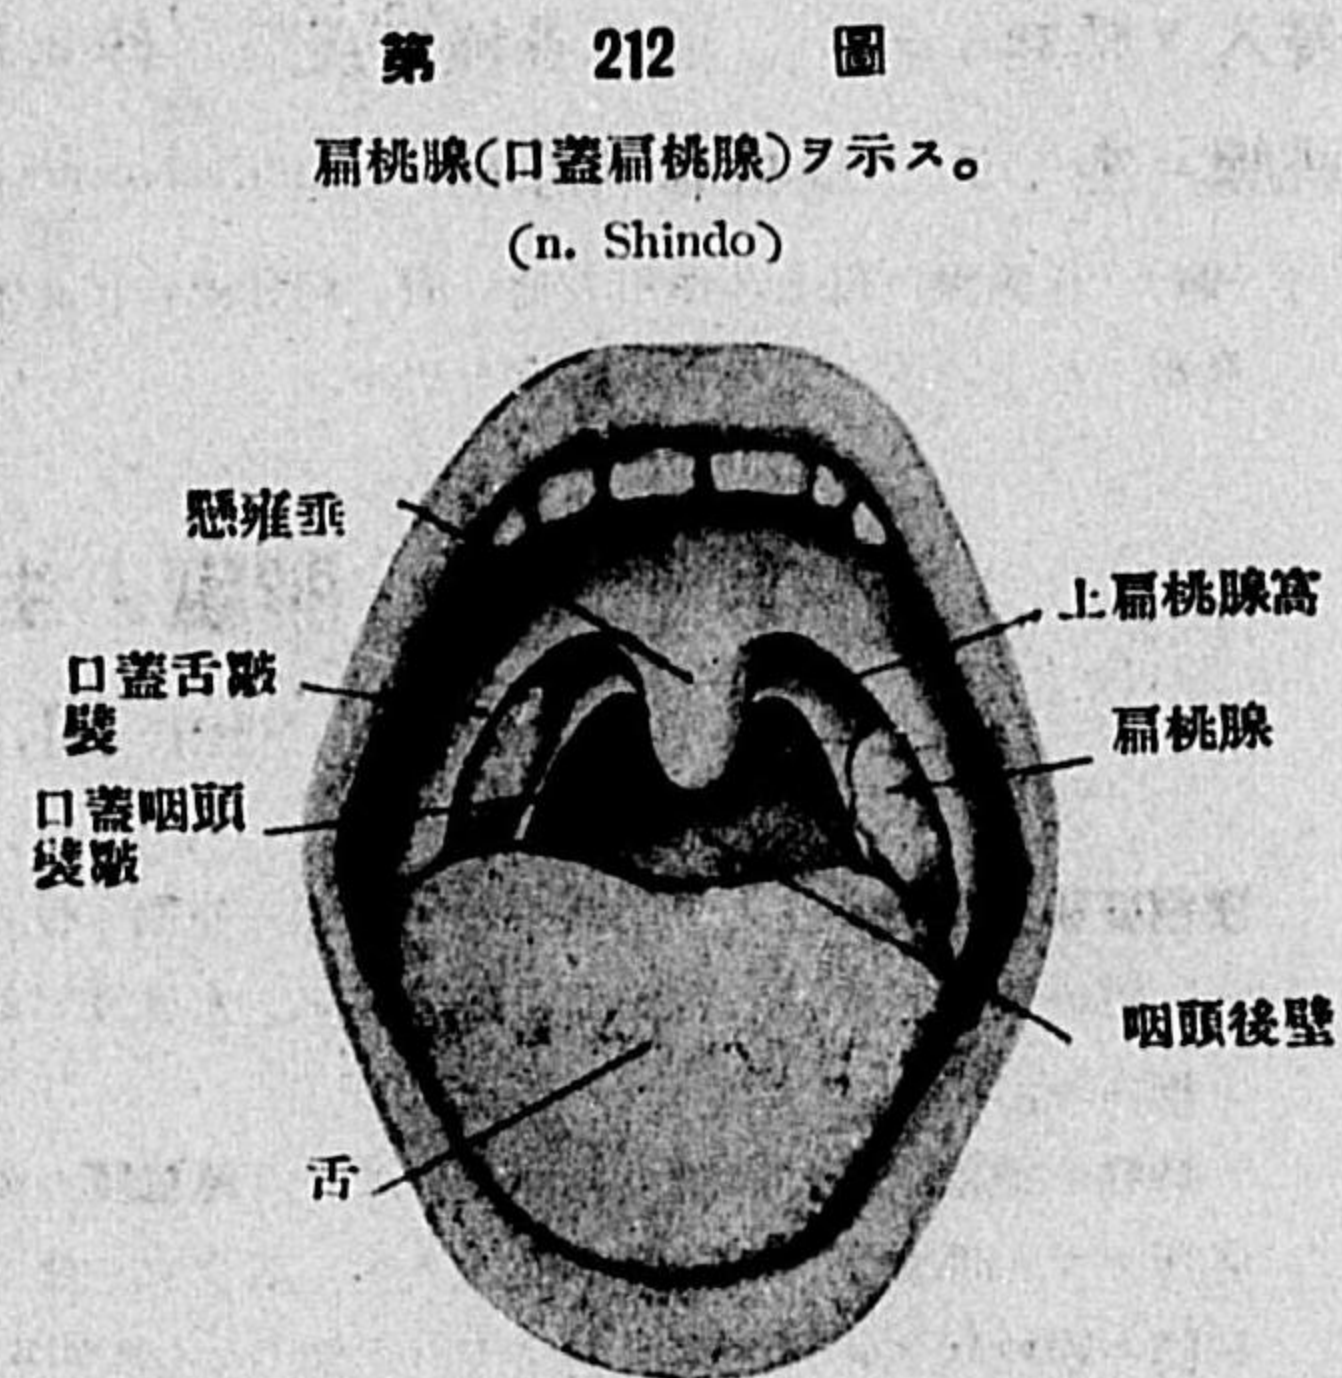 第 212 圖
扁桃腺(口蓋扁桃腺)ヲ示ス。
(n. Shindo)
懸雍垂
口蓋舌皺
襞
口蓋咽頭
襞皺
舌
上扁桃腺窩
扁桃腺
咽頭後壁